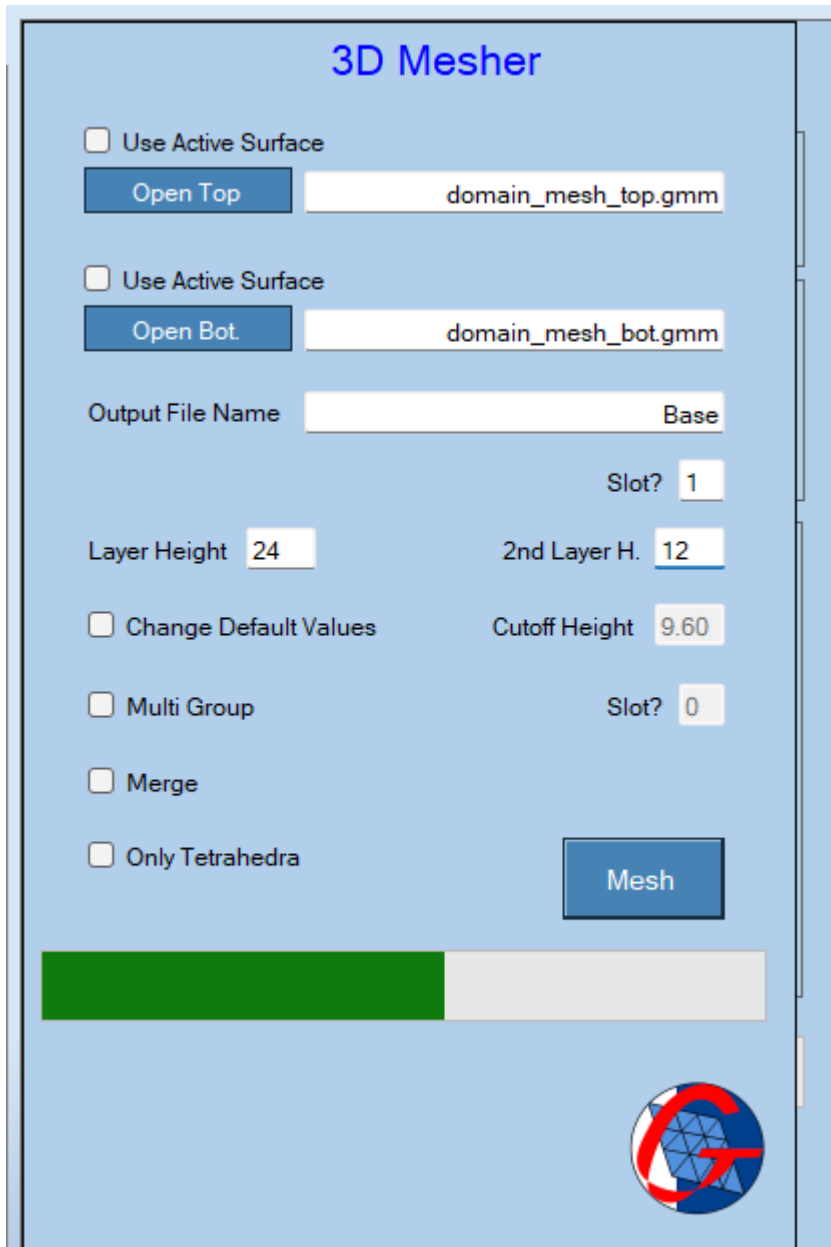 3D Mesher
Use Active Surface
Open Top domain_mesh_top.gmm
Use Active Surface
Open Bot. domain_mesh_bot.gmm
Output File Name Base
Slot? 1
Layer Height 24 2nd Layer H. 12
Change Default Values Cutoff Height 9.60
Multi Group Slot? 0
Merge
Only Tetrahedra
Mesh
G